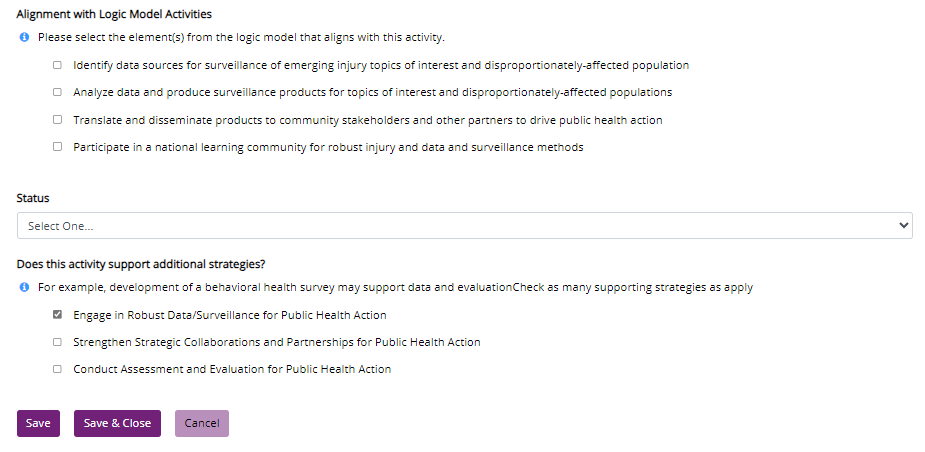 Alignment with Logic Model Activities
Please select the element(s) from the logic model that aligns with this activity.
Identify data sources for surveillance of emerging injury topics of interest and disproportionately-affected population
Analyze data and produce surveillance products for topics of interest and disproportionately-affected populations
Translate and disseminate products to community stakeholders and other partners to drive public health action
Participate in a national learning community for robust injury and data and surveillance methods
Status
Select One...
Does this activity support additional strategies?
For example, development of a behavioral health survey may support data and evaluationCheck as many supporting strategies as apply
Engage in Robust Data/Surveillance for Public Health Action
Strengthen Strategic Collaborations and Partnerships for Public Health Action
Conduct Assessment and Evaluation for Public Health Action
Save Save & Close Cancel